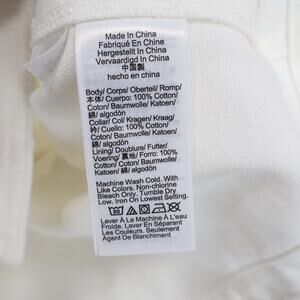 Made In China
Fabriqué En China
Hergestellt In China
Vervaardigd In China
中国製
hecho en china
Body/ Corps/ Oberteil/ Romp/
本体/ Cuerpo: 100% Cotton/
Coton/ Baumwolle/ Katoen/
綿/ algodón
Collar/ Col/ Kragen/ Kraag/
衿/ Cuello: 100% Cotton/
Coton/ Baumwolle/ Katoen/
綿/ algodón
Lining/ Doublure/ Futter/
Voering/ 裏地/ Forro: 100%
Cotton/ Coton/ Baumwolle/
Katoen/ 綿/ algodón
Machine Wash Cold. With
Like Colors. Non-chlorine
Bleach Only. Tumble Dry
Low. Iron On Lowest Setting.
30
Laver À La Machine À L'eau
Froide. Laver En Séparant
Les Couleurs. Seulement
Agent De Blanchiment